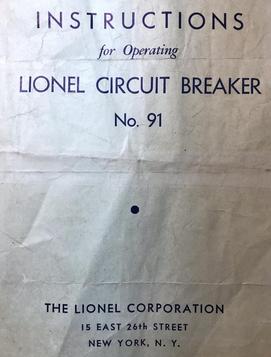 INSTRUCTIONS
for Operating
LIONEL CIRCUIT BREAKER
No. 91
THE LIONEL CORPORATION
15 EAST 26th STREET
NEW YORK, N. Y.